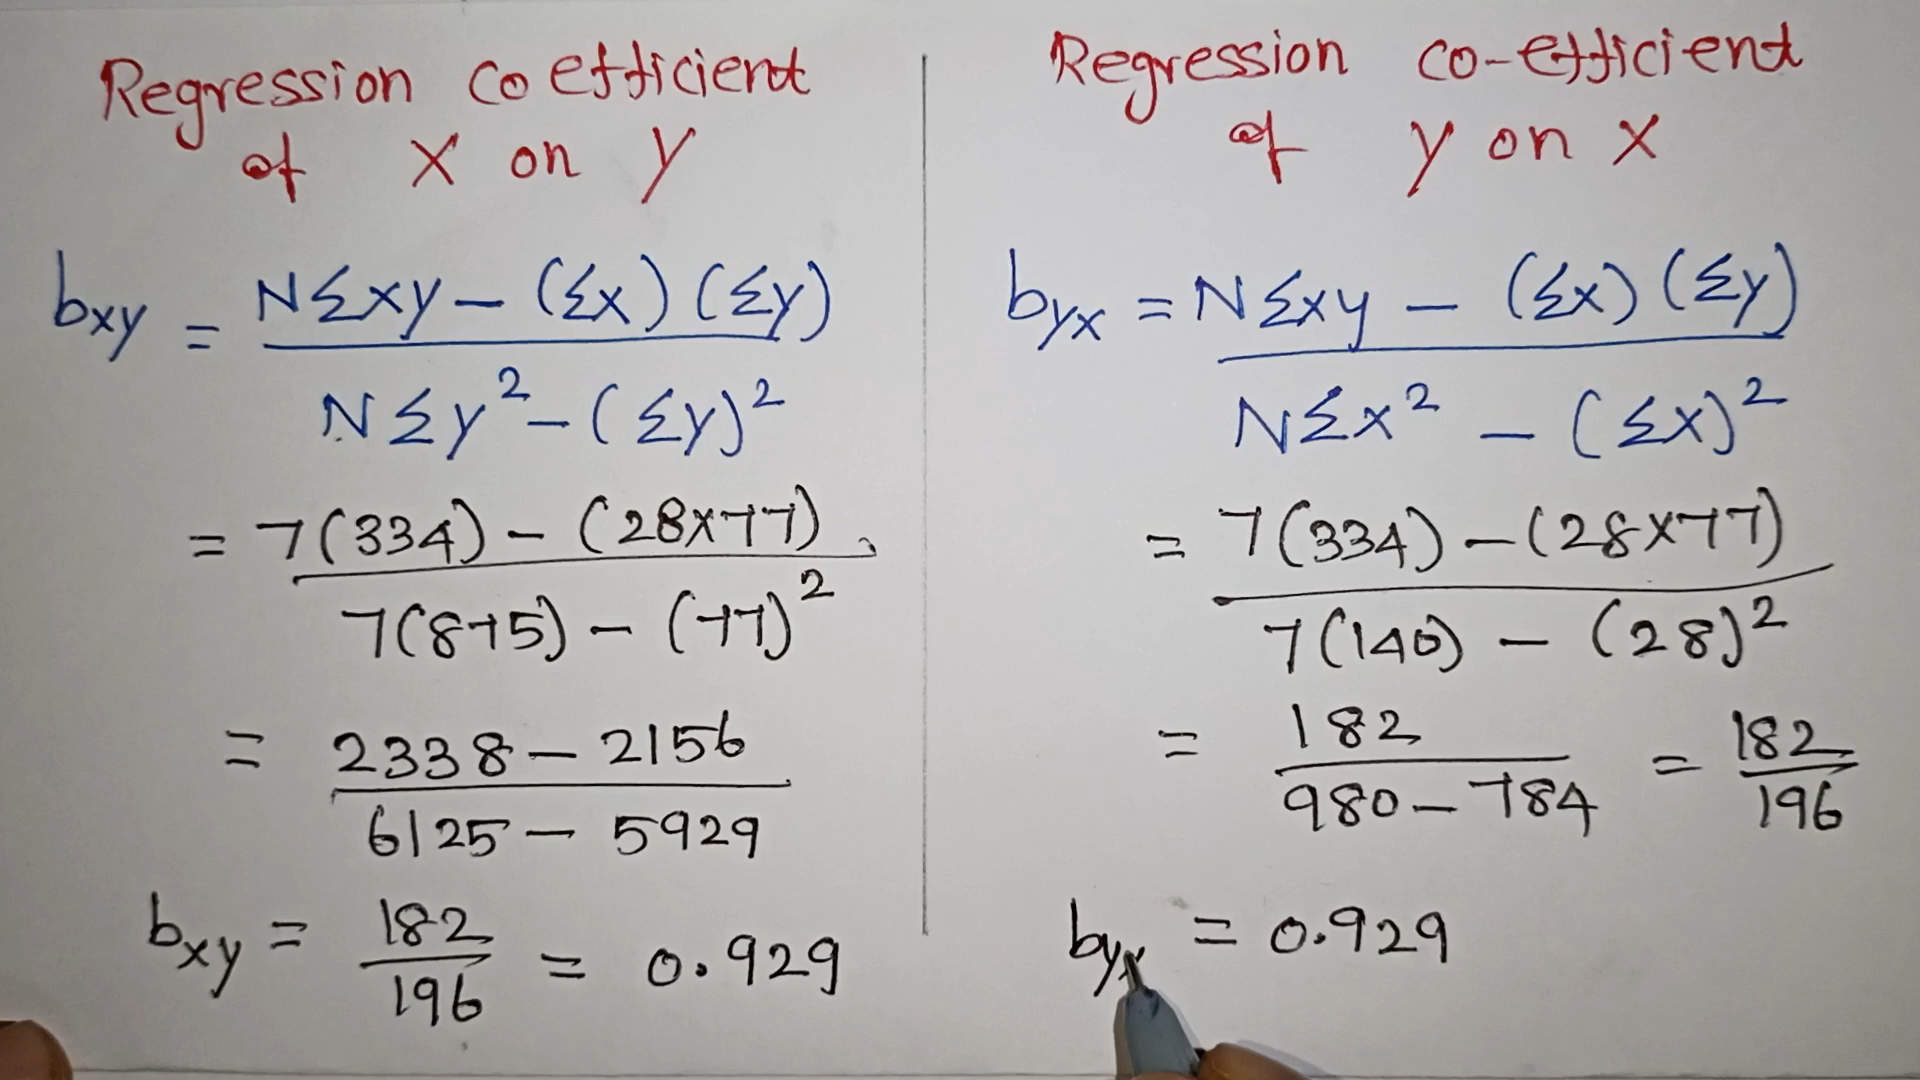 Regression coefficient
of X on Y
bxy = NΣxy - (Σx) (Σy)
NΣy² - (Σy)²
= 7(334) - (28×77)
7(875) - (77)²
= 2338 - 2156
6125 - 5929
bxy = 182 = 0.929
196
Regression co-efficient
of y on x
byx = NΣxy - (Σx) (Σy)
NΣx² - (Σx)²
= 7(334) - (28×77)
7(140) - (28)²
= 182 = 182
980 - 784 196
byx = 0.929